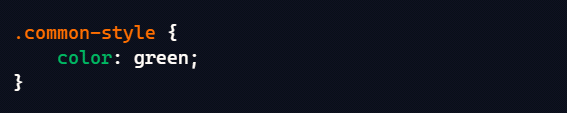 .common-style {
    color: green;
}